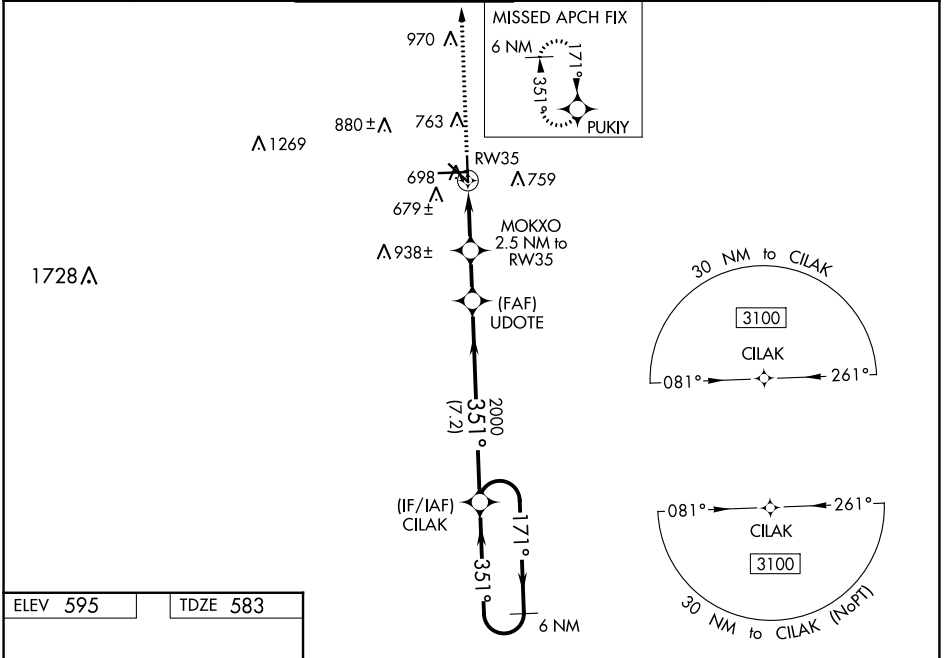 MISSED APCH FIX
6 NM
171°
351°
PUKIY
970
763
880 ±
1269
RW35
698
759
679 ±
MOKXO
2.5 NM to
RW35
938±
1728
(FAF)
UDOTE
2000
351°
(7.2)
(IF/IAF)
CILAK
171°
351°
6 NM
30 NM to CILAK
3100
CILAK
081°
261°
081°
261°
CILAK
3100
30 NM to CILAK (NoPT)
ELEV 595
TDZE 583